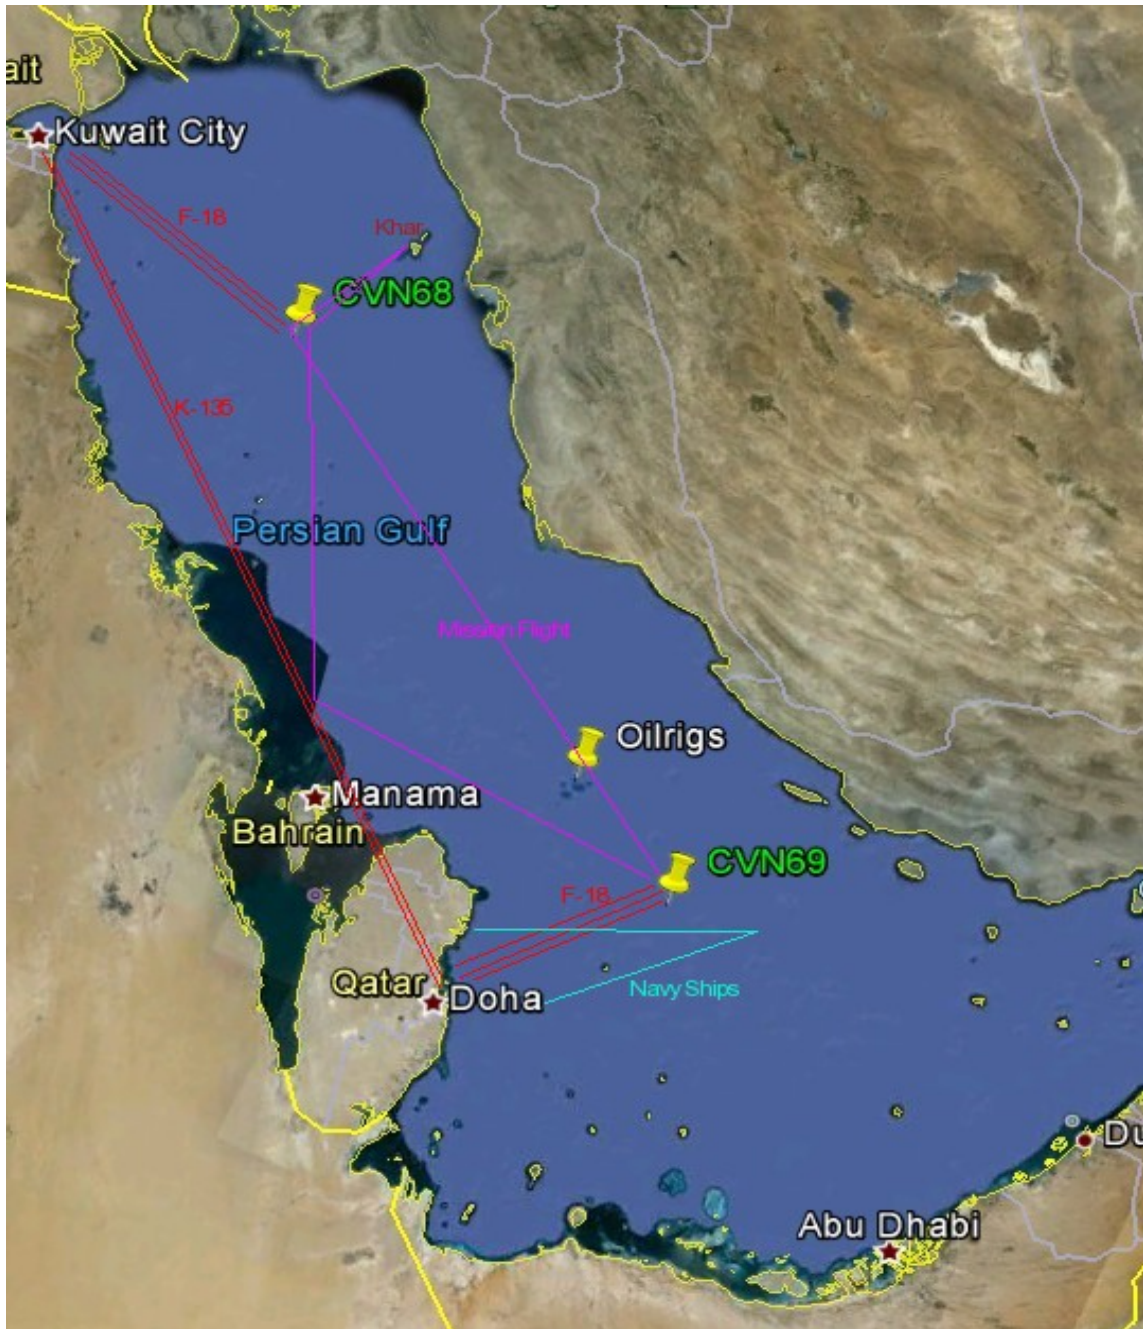 ait
Kuwait City
F-18
Khar
CVN68
K-135
Persian Gulf
Mission Flight
Oilrigs
Manama
Bahrain
CVN69
F-18
Qatar
Doha
Navy Ships
Du
Abu Dhabi